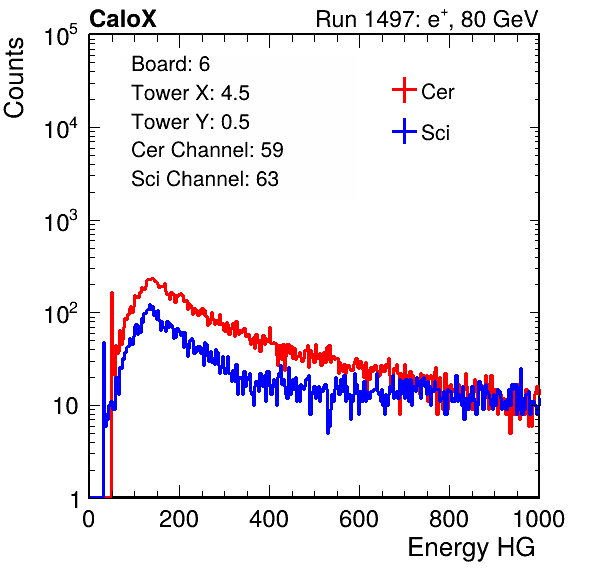 CaloX Run 1497: e+, 80 GeV
Counts
Board: 6
Tower X: 4.5
Tower Y: 0.5
Cer Channel: 59
Sci Channel: 63
Cer
Sci
10^5
10^4
10^3
10^2
10
1
0 200 400 600 800 1000
Energy HG